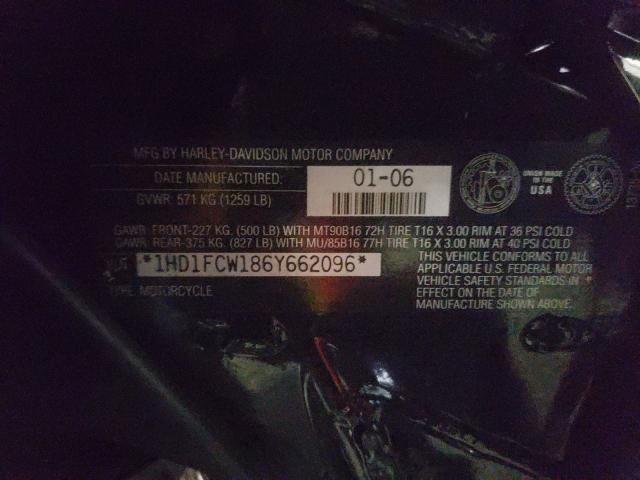 MFG BY HARLEY-DAVIDSON MOTOR COMPANY
DATE MANUFACTURED: 01-06
GVWR 571 KG (1259 LB)
UNION MADE IN THE USA
GAWR FRONT-227 KG. (500 LB) WITH MT90B16 72H TIRE T16 X 3.00 RIM AT 36 PSI COLD
GAWR REAR-375 KG. (827 LB) WITH MU/85B16 77H TIRE T16 X 3.00 RIM AT 40 PSI COLD
*1HD1FCW186Y662096*
THIS VEHICLE CONFORMS TO ALL
APPLICABLE U.S. FEDERAL MOTOR
VEHICLE SAFETY STANDARDS IN
EFFECT ON THE DATE OF
MANUFACTURE SHOWN ABOVE.
TYPE MOTORCYCLE